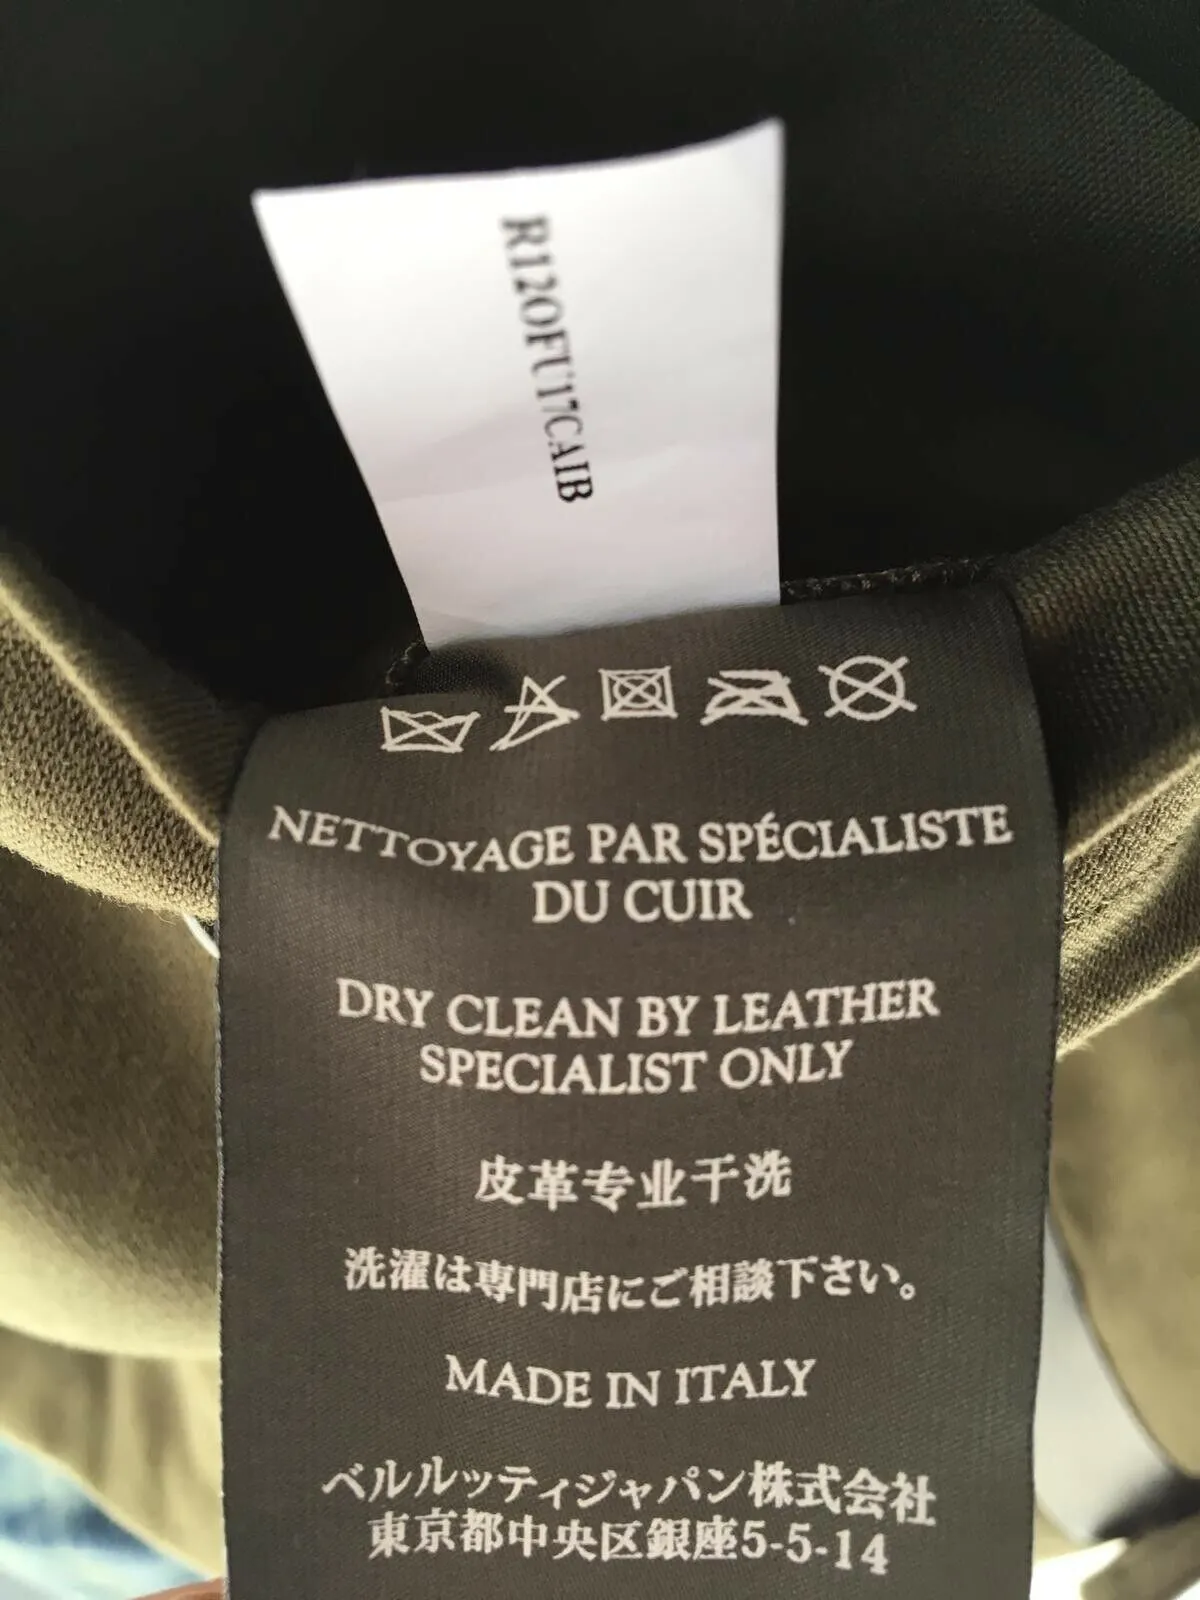 R12OFU17CAIB
NETTOYAGE PAR SPÉCIALISTE
DU CUIR
DRY CLEAN BY LEATHER
SPECIALIST ONLY
皮革专业干洗
洗濯は専門店にご相談下さい。
MADE IN ITALY
ベルルッティジャパン株式会社
東京都中央区銀座5-5-14